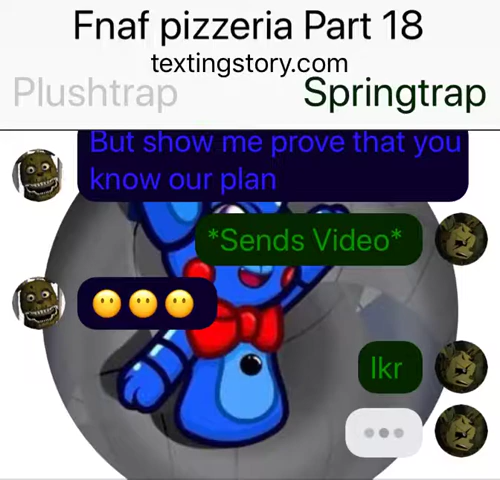 Fnaf pizzeria Part 18
textingstory.com
Plushtrap
Springtrap
But show me prove that you
know our plan
*Sends Video*
😶😶😶
Ikr